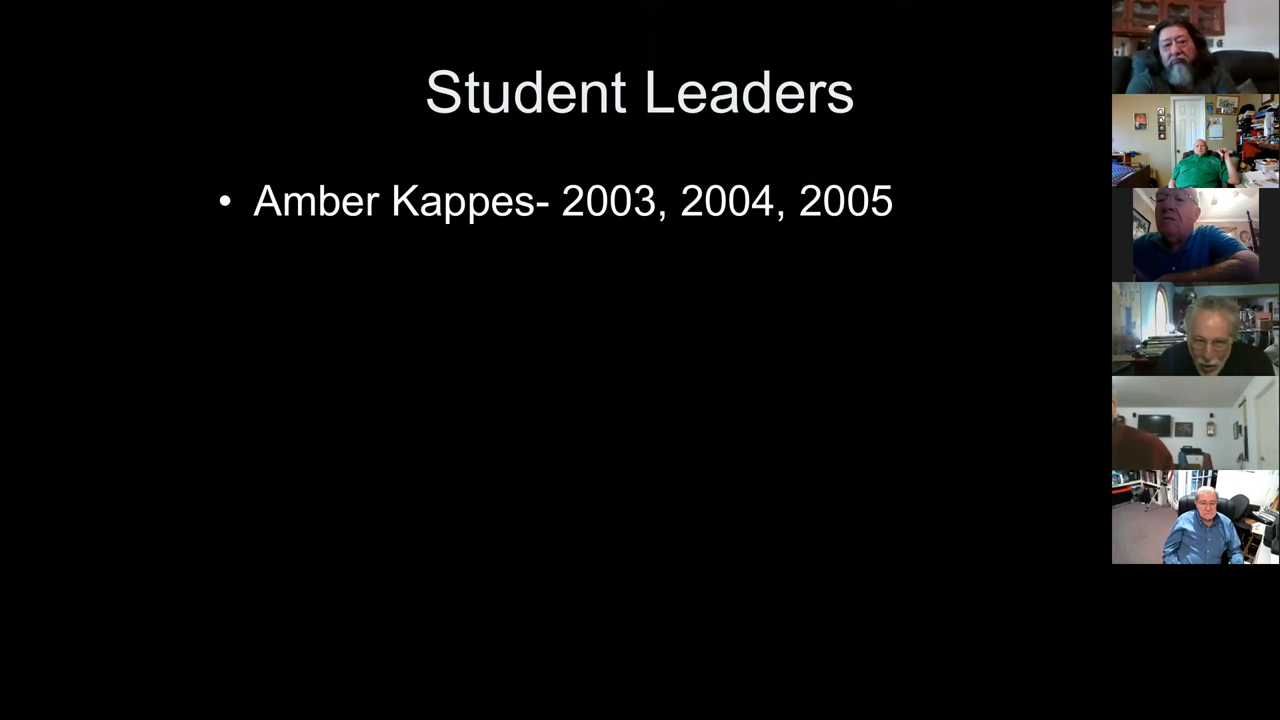 Student Leaders
• Amber Kappes- 2003, 2004, 2005